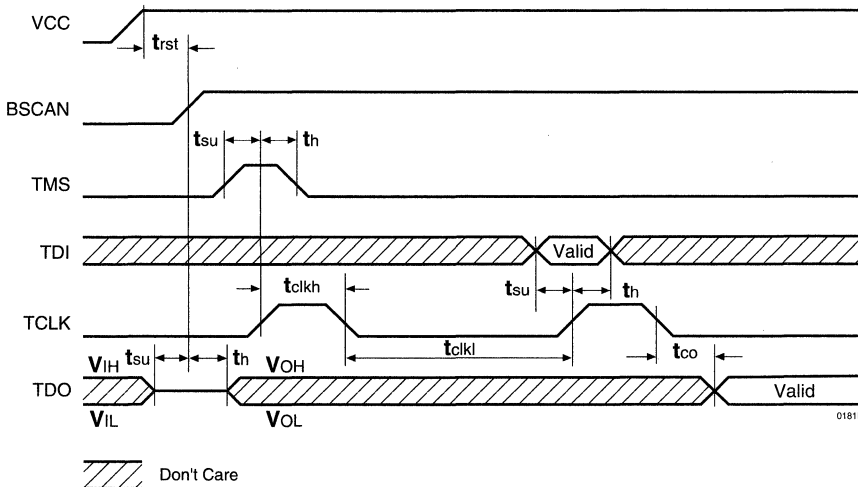 VCC
trst
BSCAN
tsu
th
TMS
TDI
Valid
tclkh
tsu
th
TCLK
tsu
th
tclkl
tco
VIH
VOH
TDO
Valid
VIL
VOL
0181
Don't Care